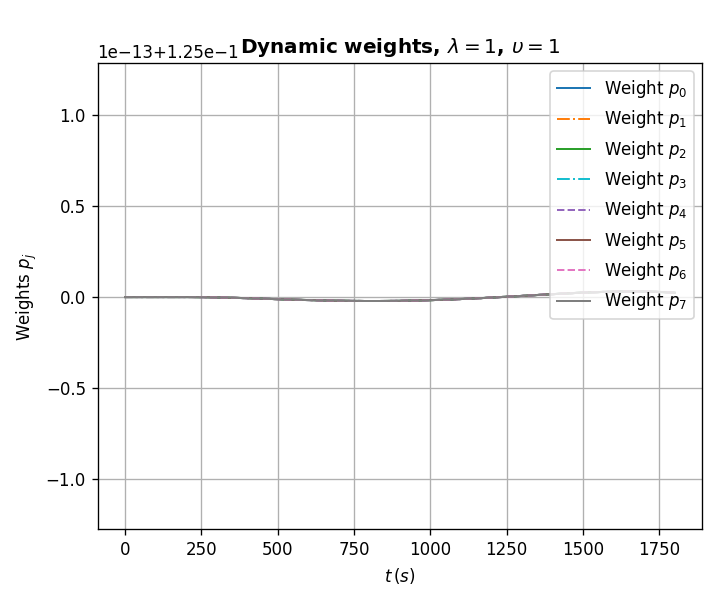 Dynamic weights, λ = 1, υ = 1
1e−13+1.25e−1
1.0
0.5
0.0
−0.5
−1.0
Weights p_j
Weight p_0
Weight p_1
Weight p_2
Weight p_3
Weight p_4
Weight p_5
Weight p_6
Weight p_7
0 250 500 750 1000 1250 1500 1750
t (s)